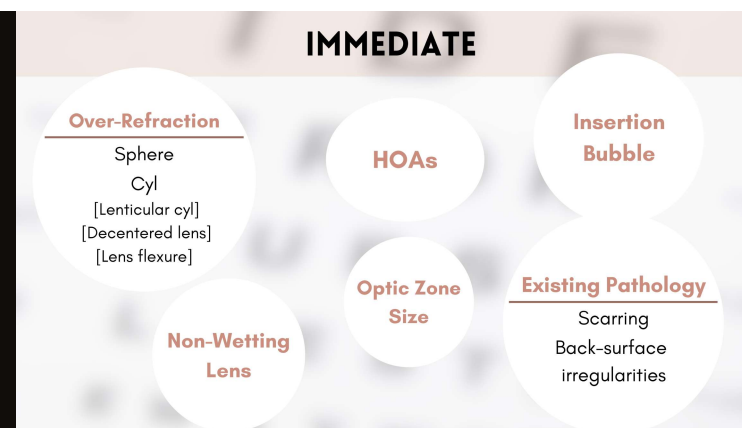 IMMEDIATE
Over-Refraction
Sphere
Cyl
[Lenticular cyl]
[Decentered lens]
[Lens flexure]
HOAs
Insertion
Bubble
Non-Wetting
Lens
Optic Zone
Size
Existing Pathology
Scarring
Back-surface
irregularities